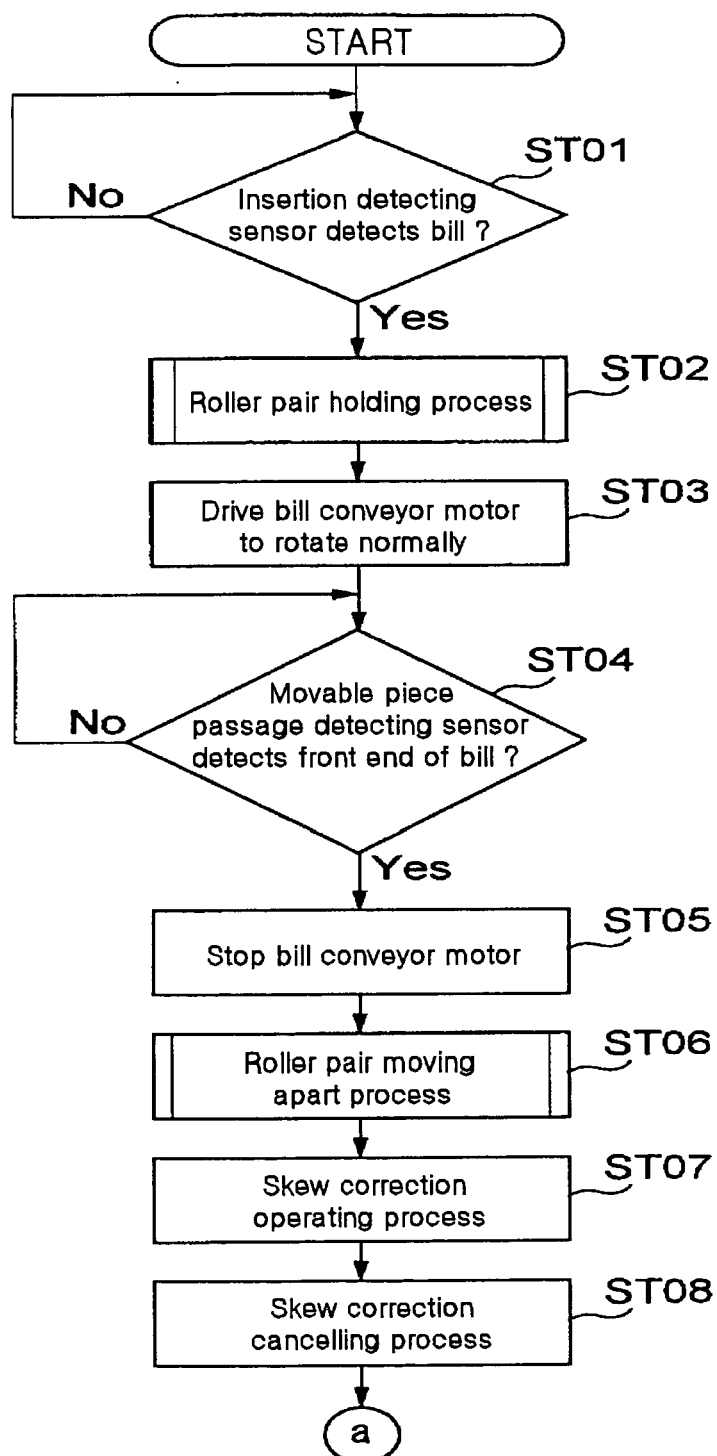 START
ST01
No
Insertion detecting
sensor detects bill ?
Yes
ST02
Roller pair holding process
ST03
Drive bill conveyor motor
to rotate normally
ST04
No
Movable piece
passage detecting sensor
detects front end of bill ?
Yes
ST05
Stop bill conveyor motor
ST06
Roller pair moving
apart process
ST07
Skew correction
operating process
ST08
Skew correction
cancelling process
a